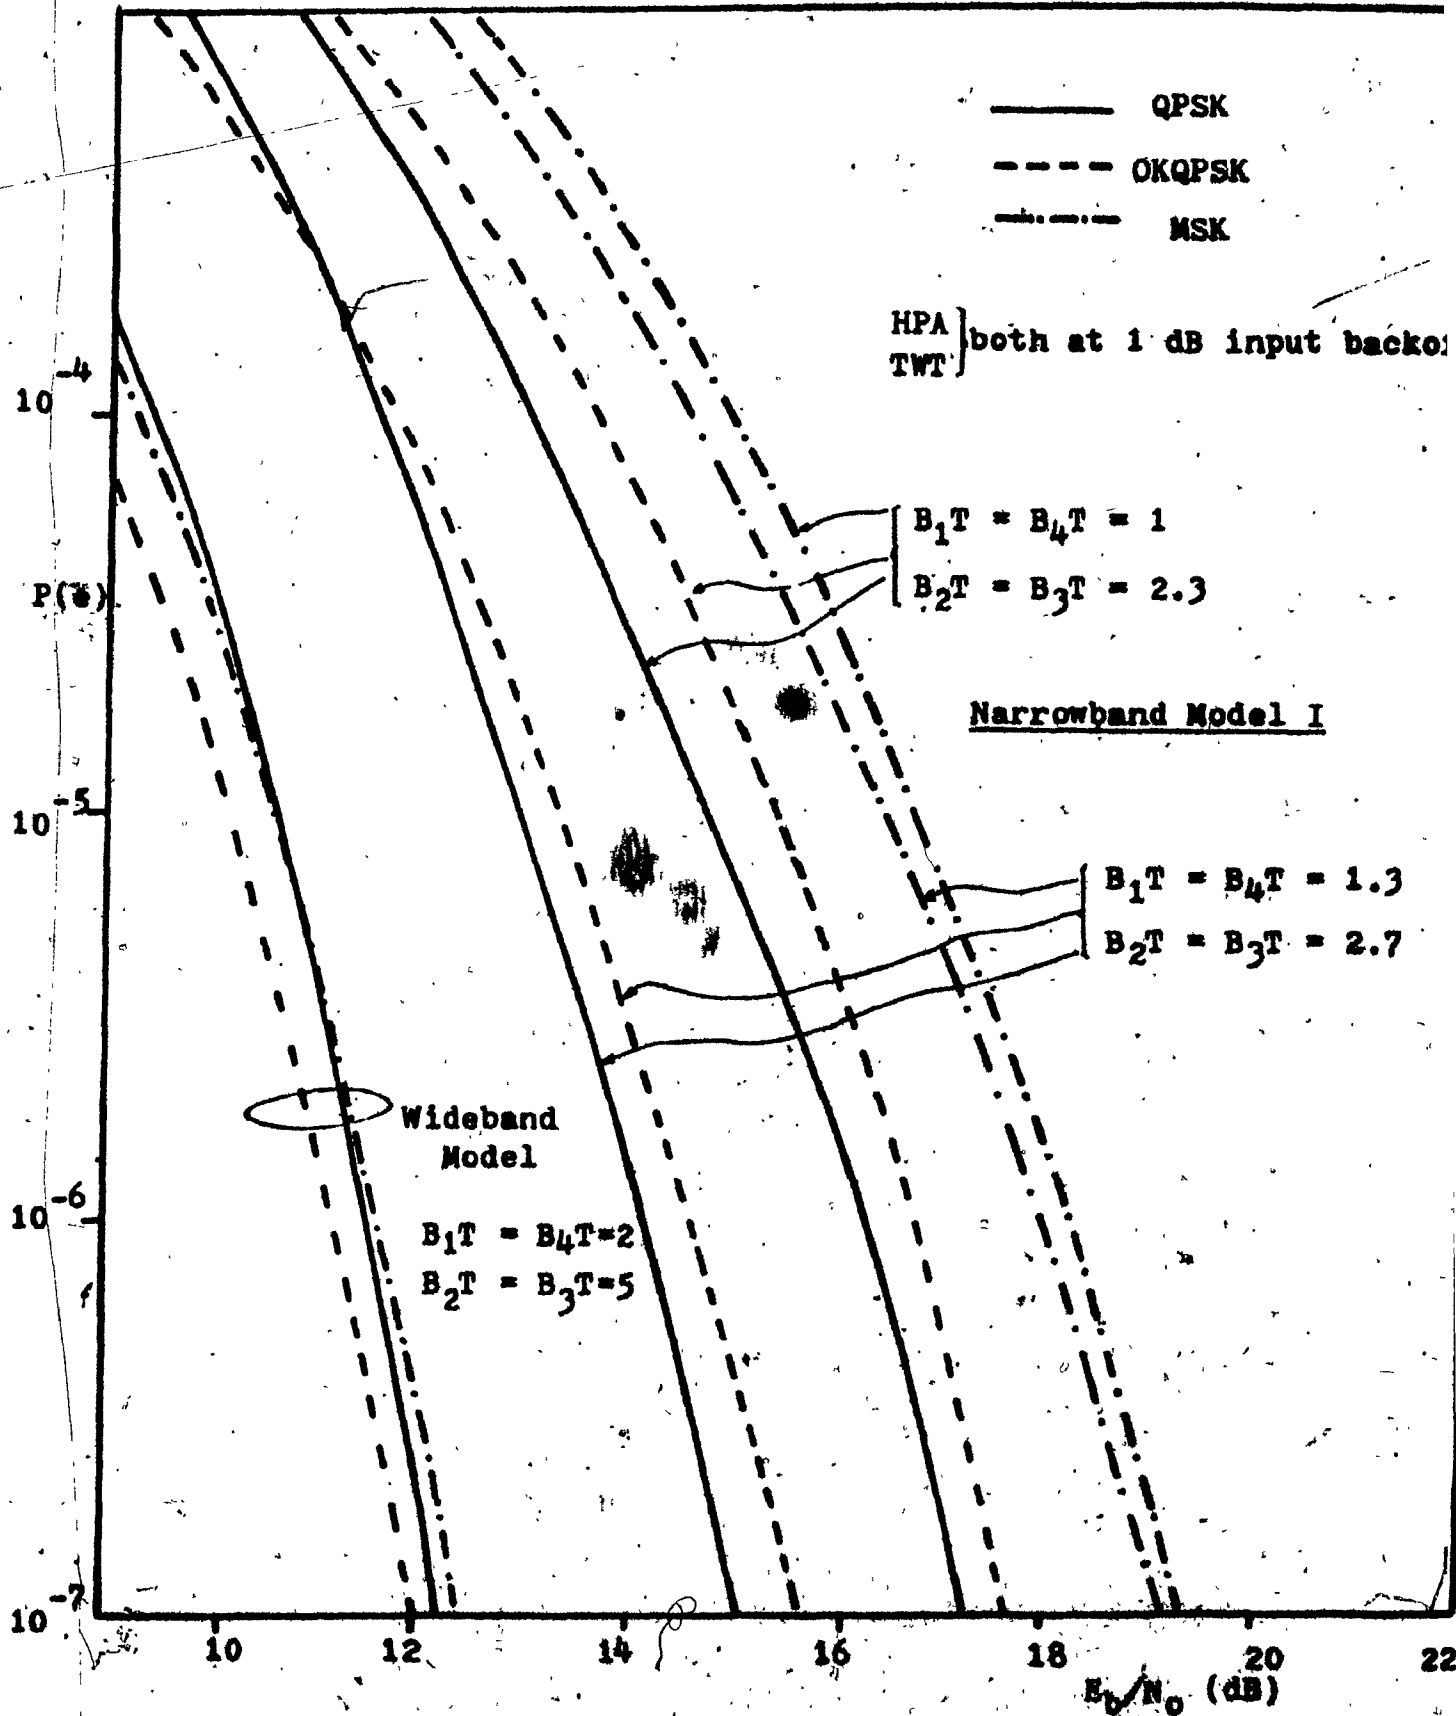 QPSK
OKQPSK
MSK
HPA
TWT
both at 1 dB input backo
10-4
B1T = B4T = 1
B2T = B3T = 2.3
P(e)
Narrowband Model I
10-5
B1T = B4T = 1.3
B2T = B3T = 2.7
Wideband
Model
10-6
B1T = B4T=2
B2T = B3T=5
10-7
10 12 14 16 18 20 22
Eb/No (dB)